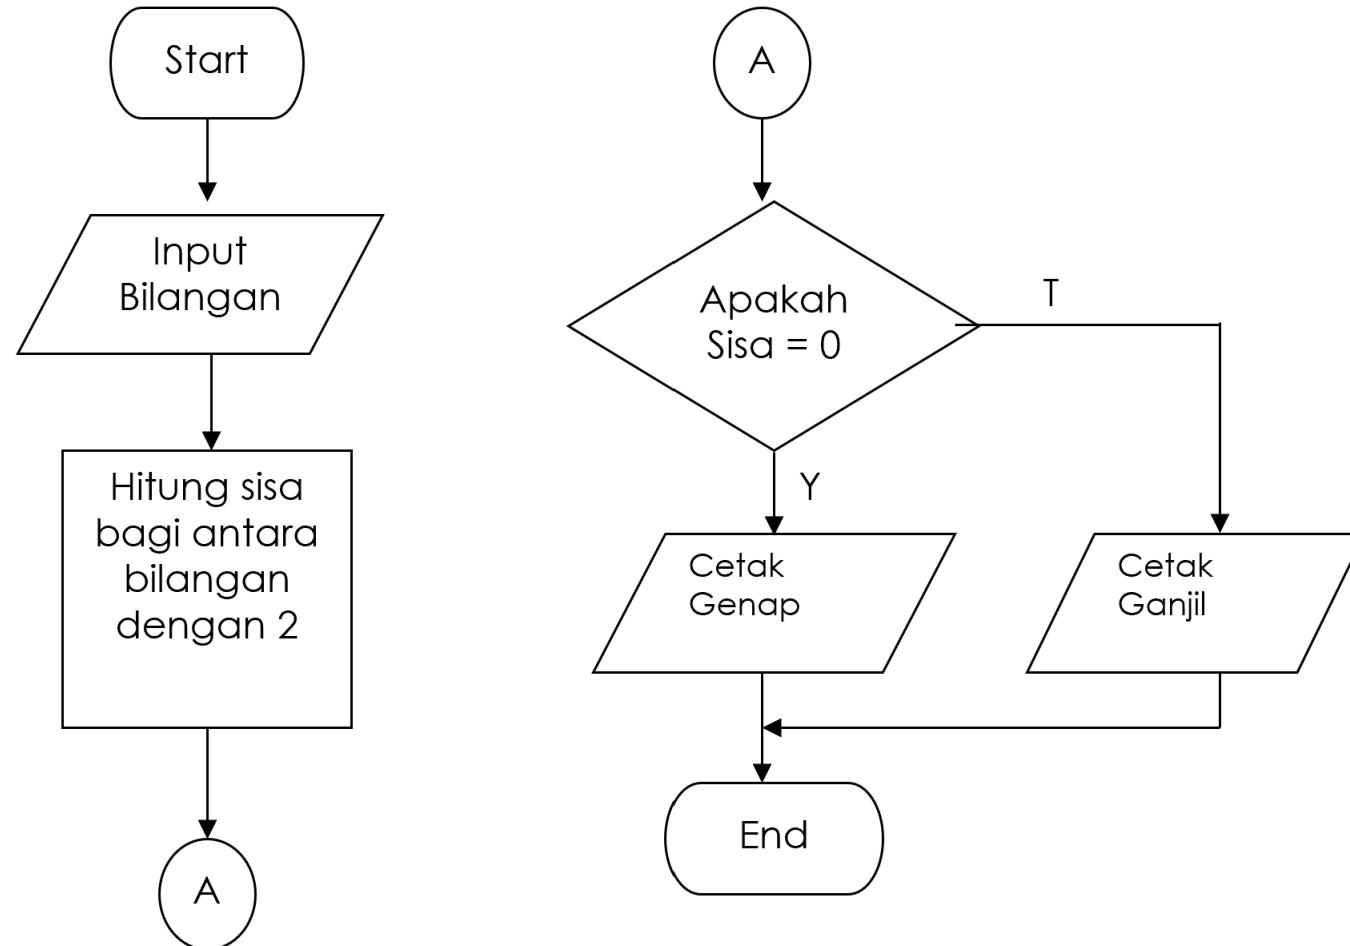 Start
Input
Bilangan
Hitung sisa
bagi antara
bilangan
dengan 2
A
A
Apakah
Sisa = 0
T
Y
Cetak
Genap
Cetak
Ganjil
End